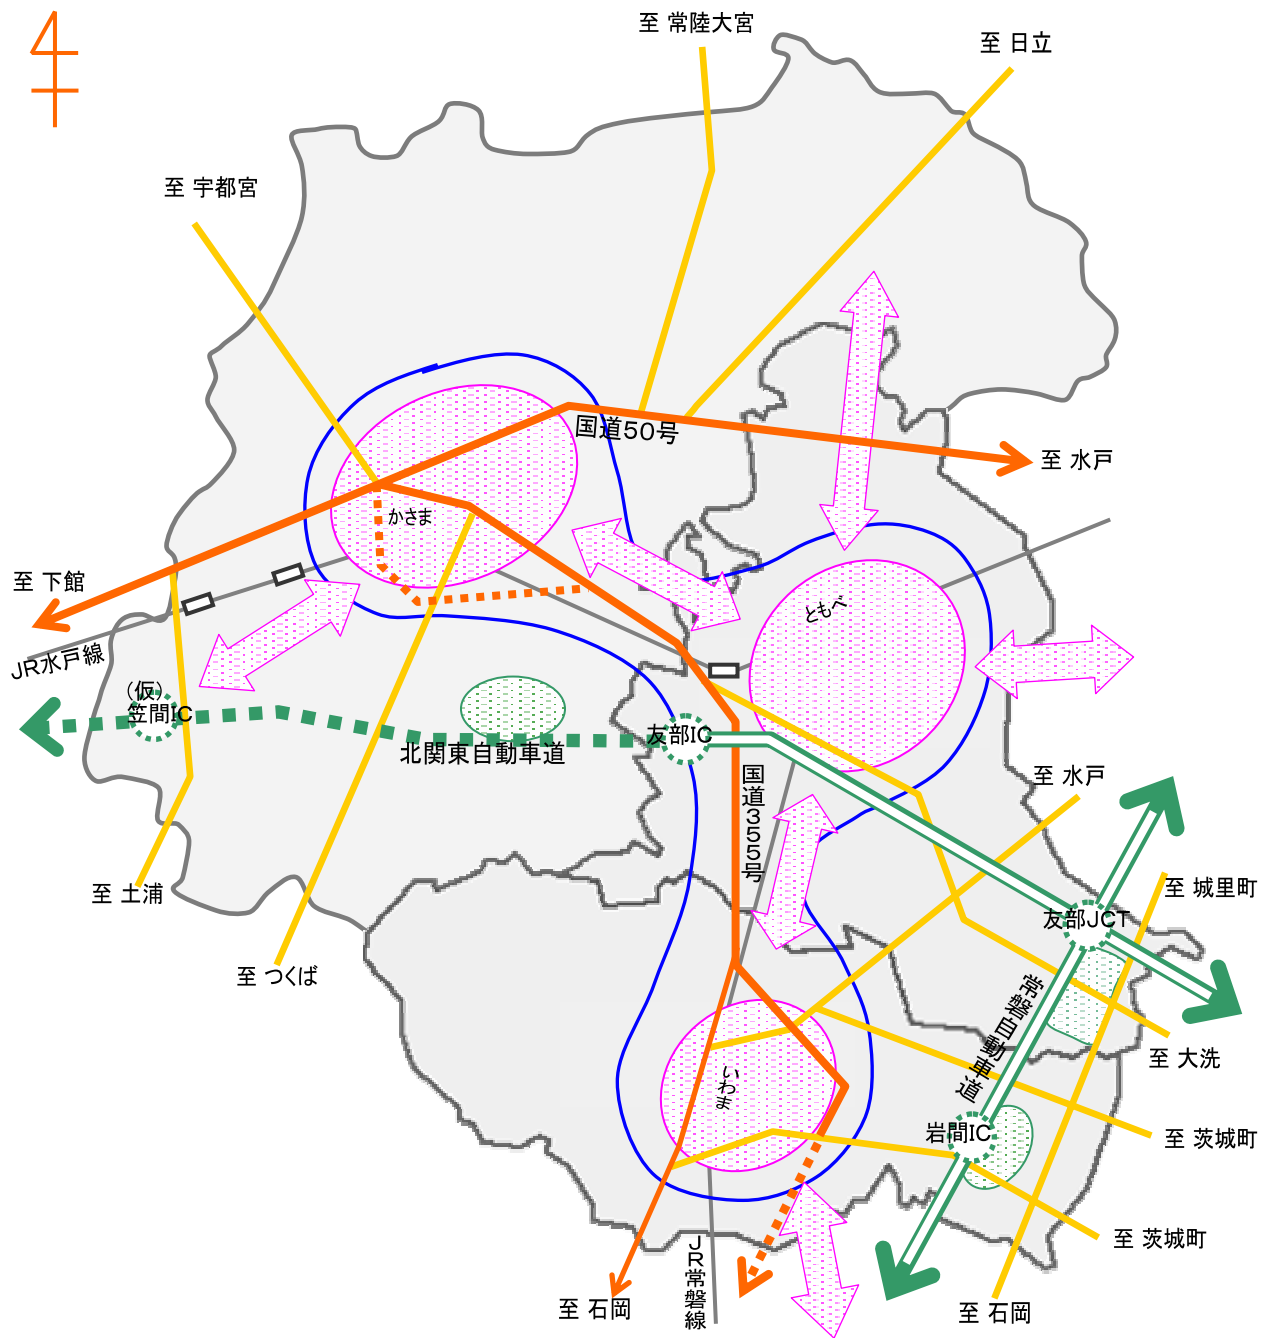 至 常陸大宮
至 日立
至 宇都宮
国道50号
至 水戸
かさま
至 下館
ともべ
JR水戸線
(仮)
笠間IC
友部IC
北関東自動車道
国道355号
至 水戸
至 土浦
至 城里町
友部JCT
至 つくば
常磐自動車道
至 大洗
いわま
岩間IC
至 茨城町
至 茨城町
JR常磐線
至 石岡
至 石岡